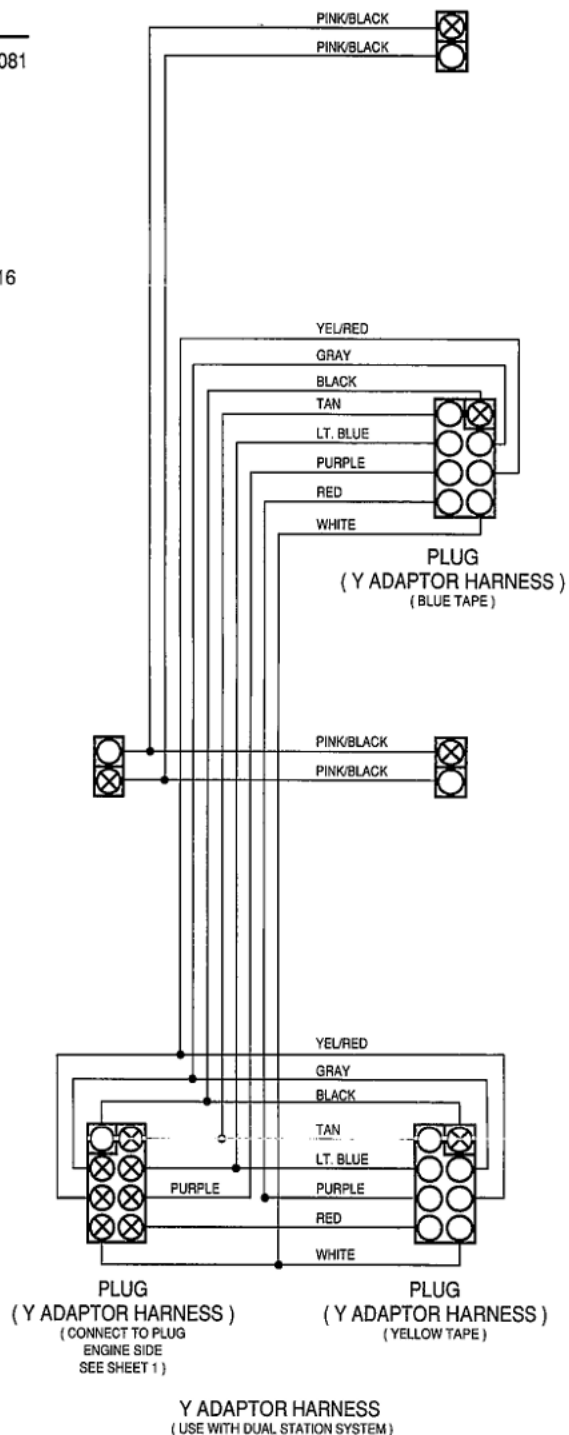 081
PINK/BLACK
PINK/BLACK
16
YEL/RED
GRAY
BLACK
TAN
LT. BLUE
PURPLE
RED
WHITE
PLUG
( Y ADAPTOR HARNESS )
( BLUE TAPE )
PINK/BLACK
PINK/BLACK
YEL/RED
GRAY
BLACK
TAN
LT. BLUE
PURPLE PURPLE
RED
WHITE
PLUG
( Y ADAPTOR HARNESS )
( CONNECT TO PLUG
ENGINE SIDE
SEE SHEET 1 )
PLUG
( Y ADAPTOR HARNESS )
( YELLOW TAPE )
Y ADAPTOR HARNESS
( USE WITH DUAL STATION SYSTEM )